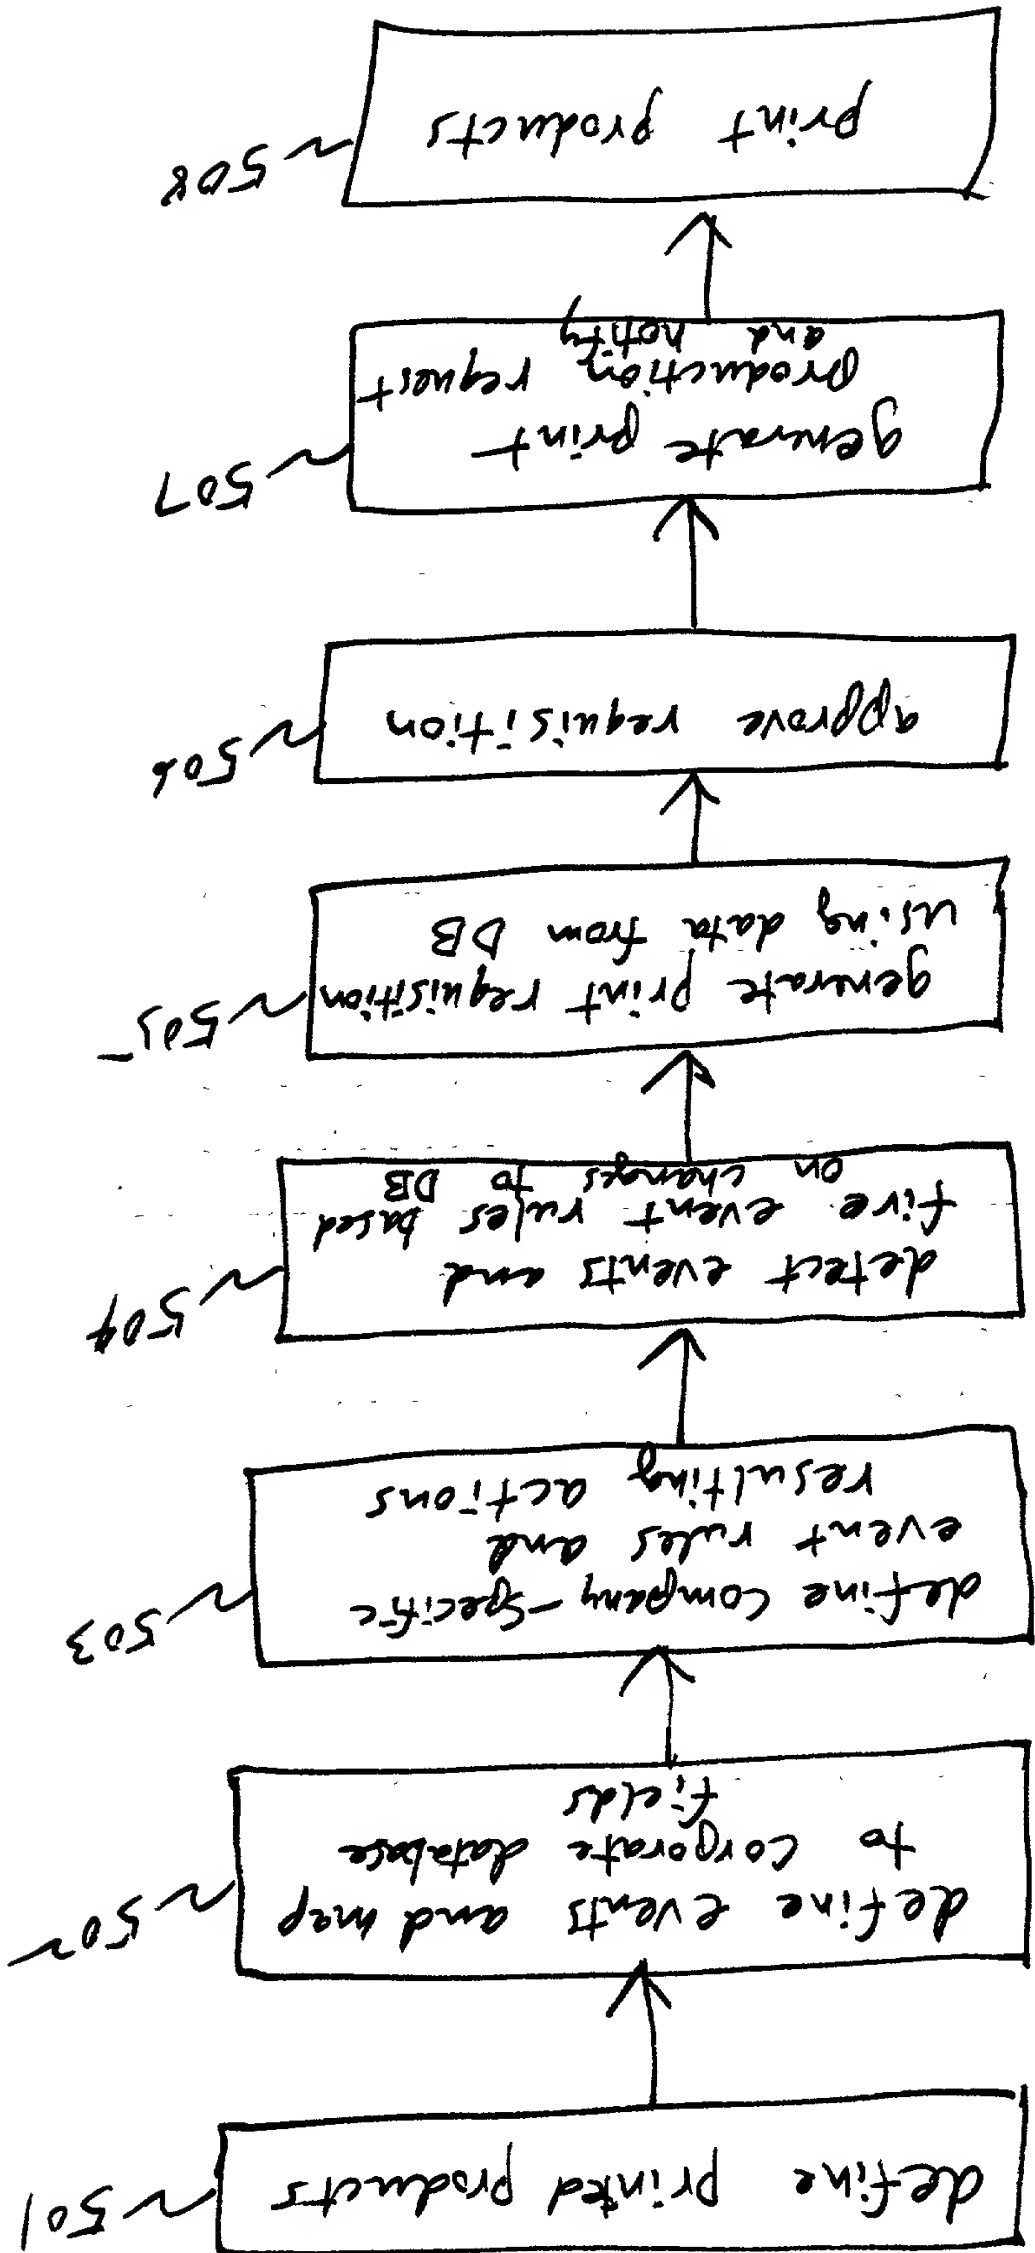 define printed products
501
define events and map
to corporate database
fields
502
define company-specific
event rules and
resulting actions
503
detect events and
fire event rules based
on changes to DB
504
generate print requisition
using data from DB
505
approve requisition
506
generate print
production request
and notify
507
print products
508